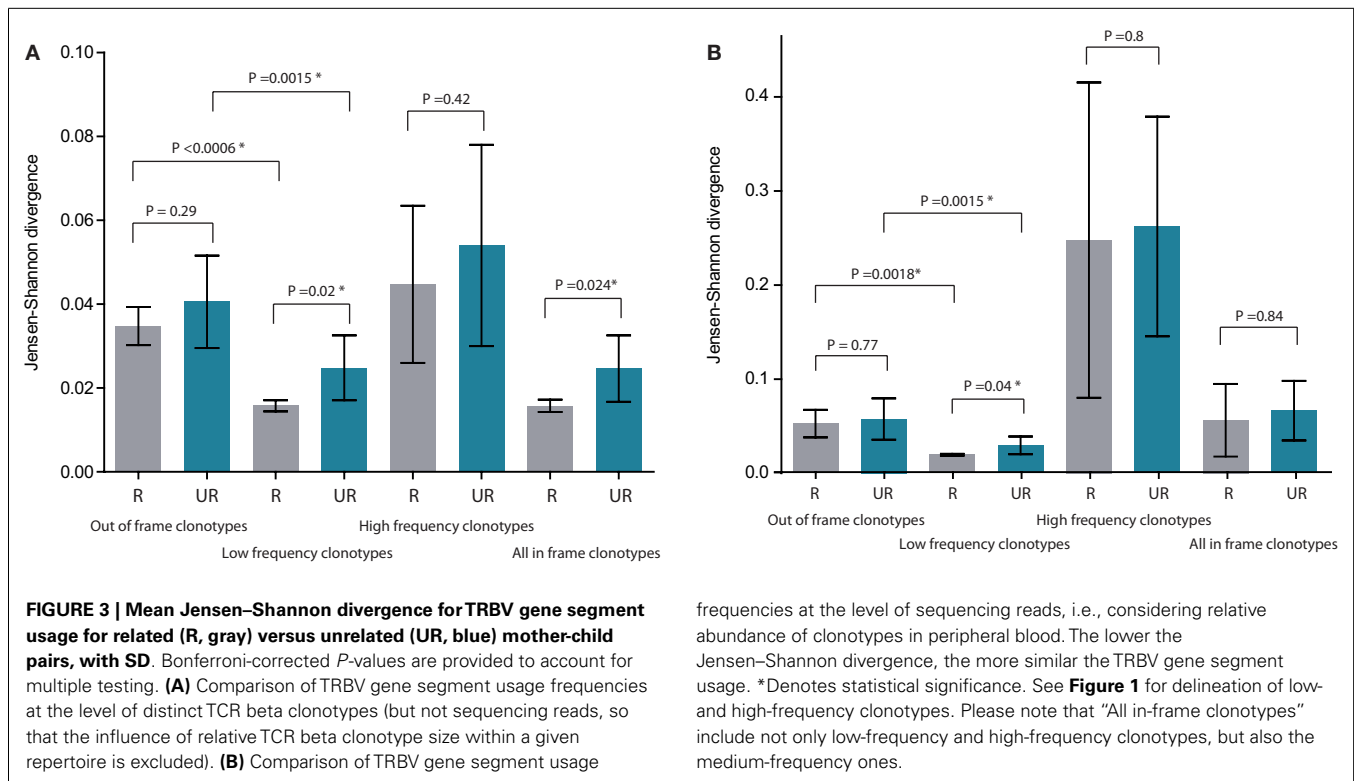 A
Jensen-Shannon divergence
0.10
0.08
0.06
0.04
0.02
0.00
P =0.0015 *
P =0.42
P <0.0006 *
P = 0.29
P =0.02 *
P =0.024*
R UR R UR R UR R UR
Out of frame clonotypes High frequency clonotypes
Low frequency clonotypes All in frame clonotypes
B
Jensen-Shannon divergence
0.4
0.3
0.2
0.1
0.0
P =0.8
P =0.0015 *
P =0.0018*
P = 0.77
P =0.04 *
P =0.84
R UR R UR R UR R UR
Out of frame clonotypes High frequency clonotypes
Low frequency clonotypes All in frame clonotypes
FIGURE 3 | Mean Jensen–Shannon divergence for TRBV gene segment
usage for related (R, gray) versus unrelated (UR, blue) mother-child
pairs, with SD. Bonferroni-corrected P-values are provided to account for
multiple testing. (A) Comparison of TRBV gene segment usage frequencies
at the level of distinct TCR beta clonotypes (but not sequencing reads, so
that the influence of relative TCR beta clonotype size within a given
repertoire is excluded). (B) Comparison of TRBV gene segment usage
frequencies at the level of sequencing reads, i.e., considering relative
abundance of clonotypes in peripheral blood. The lower the
Jensen–Shannon divergence, the more similar the TRBV gene segment
usage. *Denotes statistical significance. See Figure 1 for delineation of low-
and high-frequency clonotypes. Please note that “All in-frame clonotypes”
include not only low-frequency and high-frequency clonotypes, but also the
medium-frequency ones.